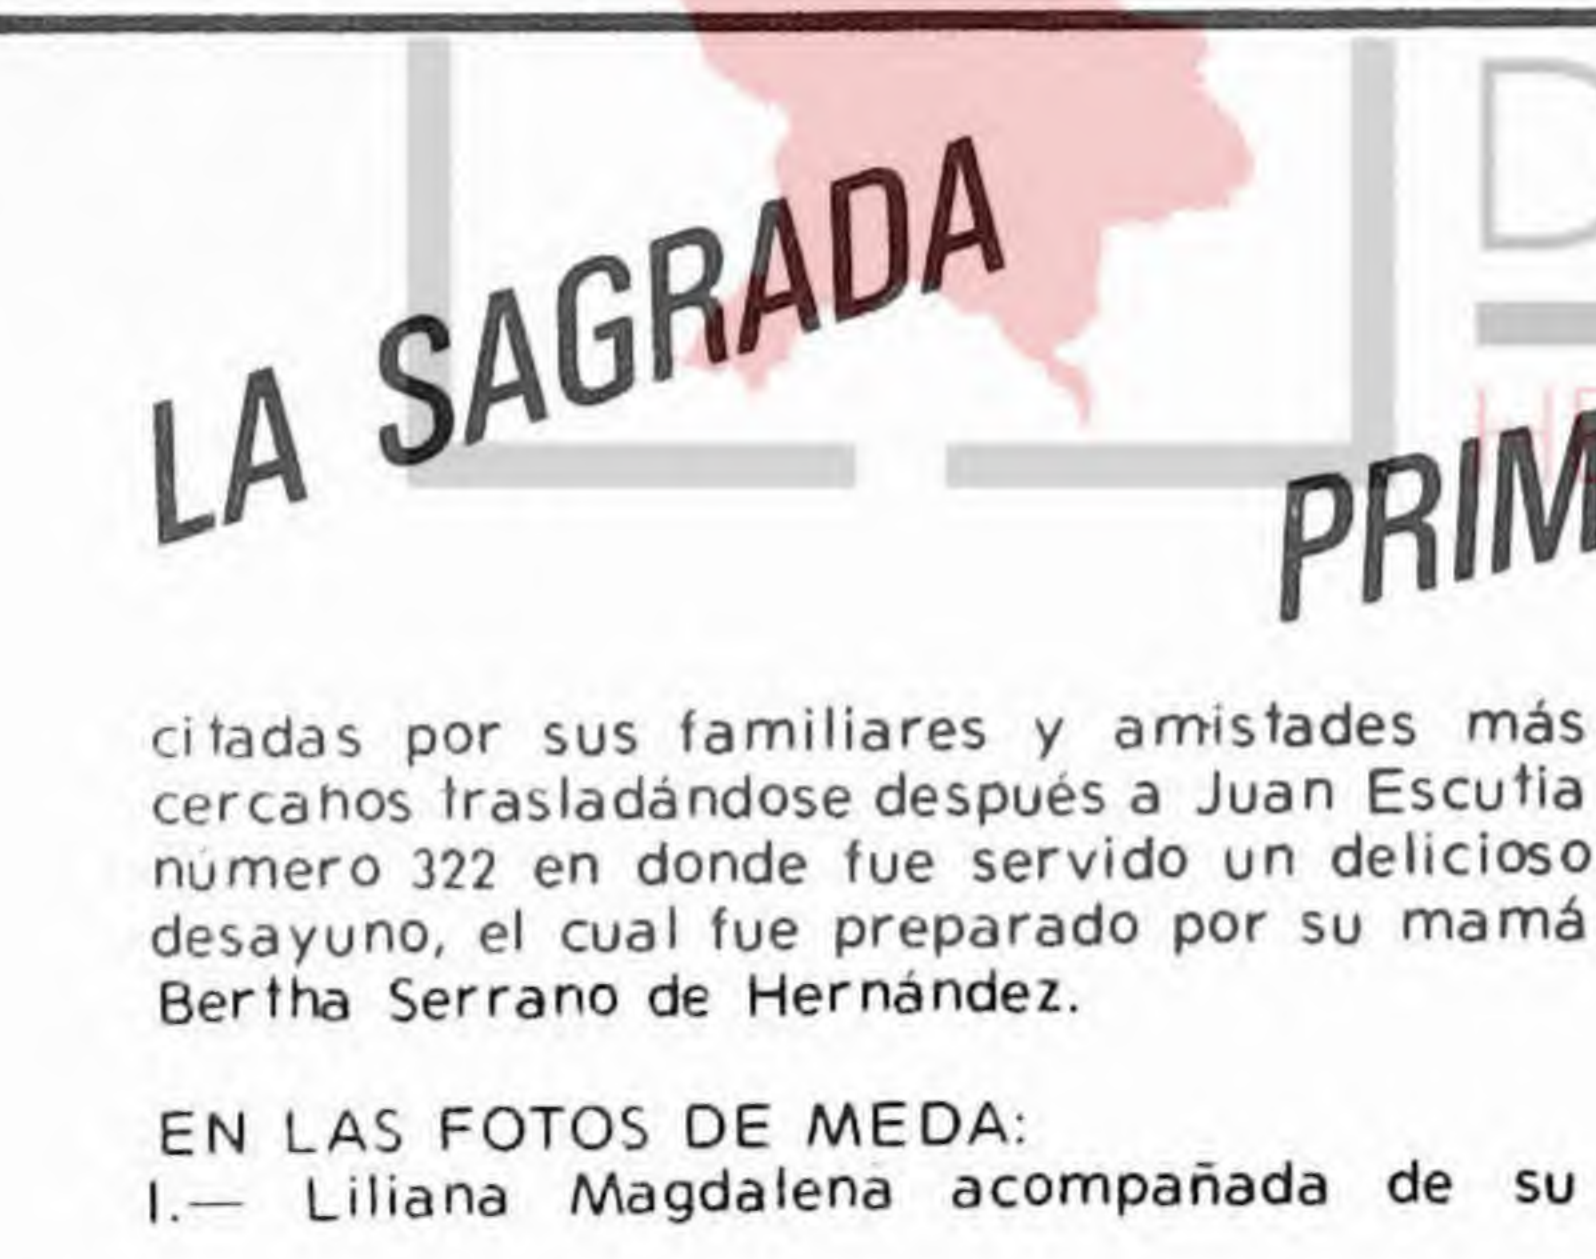 LA SAGRADA
PRIM
citadas por sus familiares y amistades más
cercahos trasladándose después a Juan Escutia
número 322 en donde fue servido un delicioso
desayuno, el cual fue preparado por su mamá
Bertha Serrano de Hernández.
EN LAS FOTOS DE MEDA:
I.— Liliana Magdalena acompañada de su